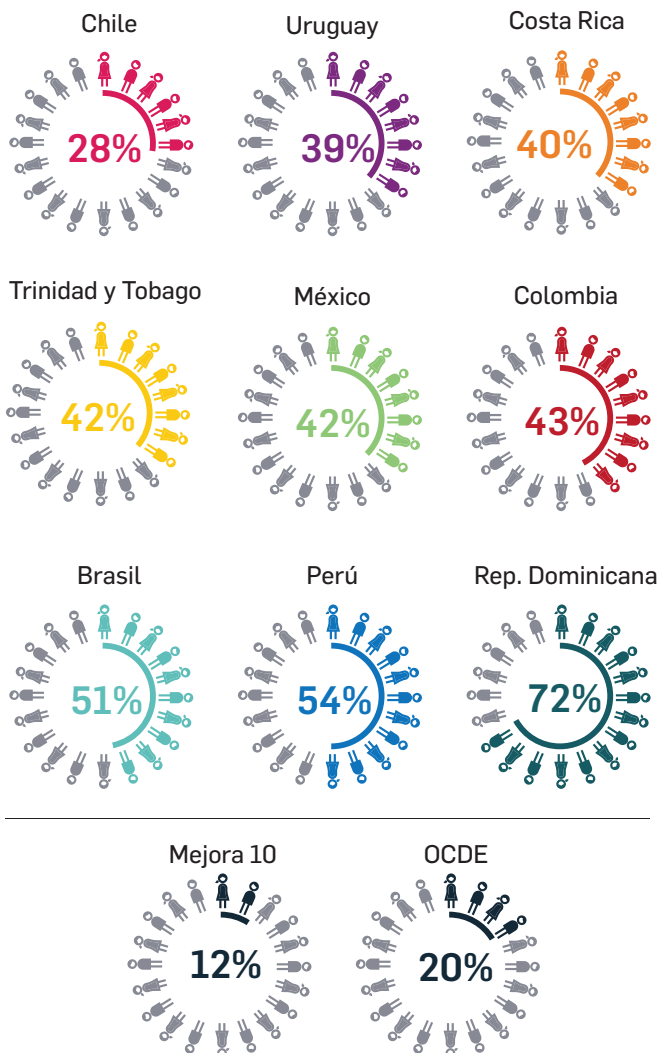 Chile
Uruguay
Costa Rica
28%
39%
40%
Trinidad y Tobago
México
Colombia
42%
42%
43%
Brasil
Perú
Rep. Dominicana
51%
54%
72%
Mejora 10
OCDE
12%
20%